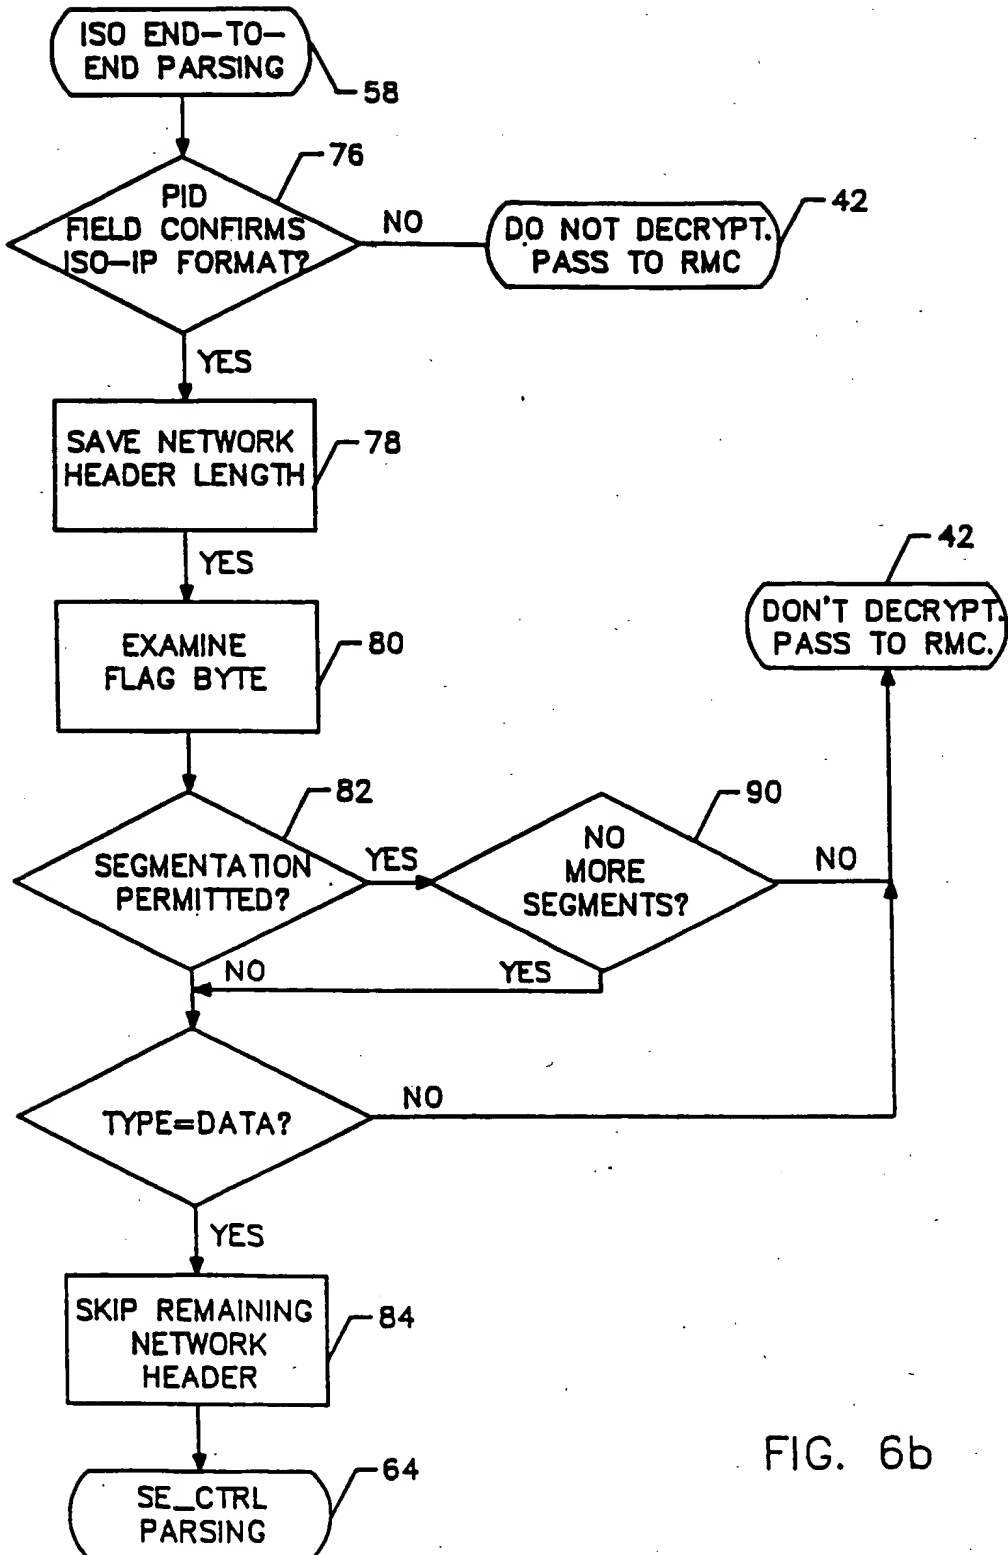 ISO END-TO-
END PARSING
58
76
PID
FIELD CONFIRMS
ISO-IP FORMAT?
NO
42
DO NOT DECRYPT.
PASS TO RMC
YES
SAVE NETWORK
HEADER LENGTH
78
YES
42
DON'T DECRYPT.
PASS TO RMC.
EXAMINE
FLAG BYTE
80
82
SEGMENTATION
PERMITTED?
YES
90
NO
MORE
SEGMENTS?
NO
NO
YES
TYPE=DATA?
NO
YES
SKIP REMAINING
NETWORK
HEADER
84
SE_CTRL
PARSING
64
FIG. 6b